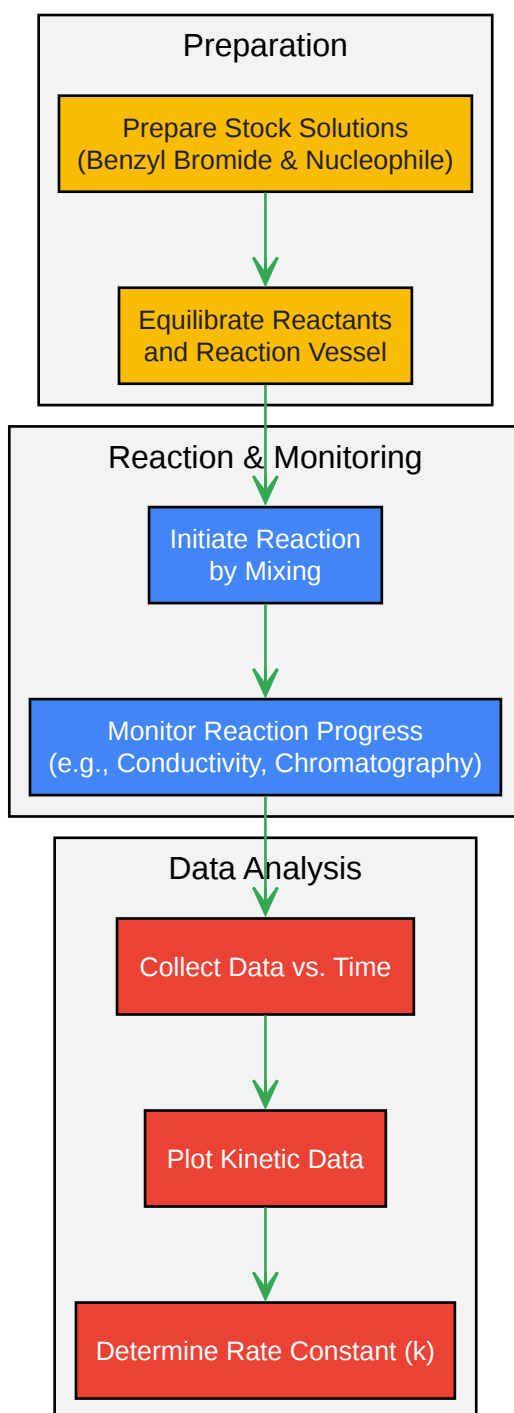 Preparation
Prepare Stock Solutions
(Benzyl Bromide & Nucleophile)
Equilibrate Reactants
and Reaction Vessel
Reaction & Monitoring
Initiate Reaction
by Mixing
Monitor Reaction Progress
(e.g., Conductivity, Chromatography)
Data Analysis
Collect Data vs. Time
Plot Kinetic Data
Determine Rate Constant (k)